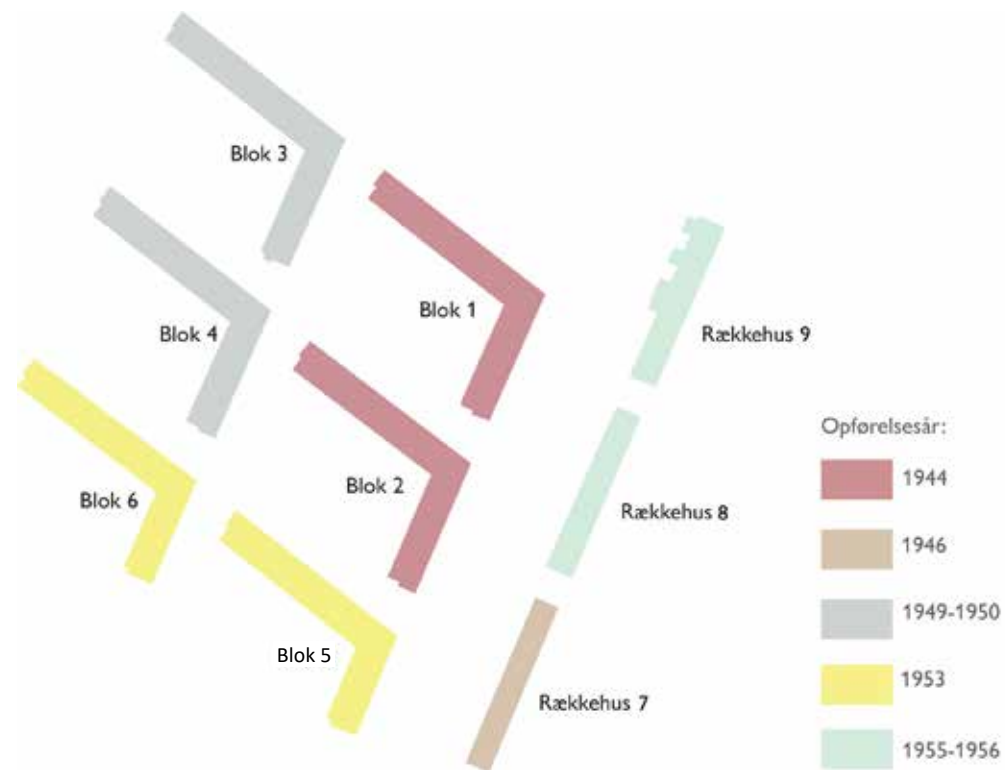 Blok 3
Blok 1
Blok 4
Rækkehus 9
Blok 2
Blok 6
Rækkehus 8
Blok 5
Rækkehus 7
Opførelsesår:
1944
1946
1949-1950
1953
1955-1956